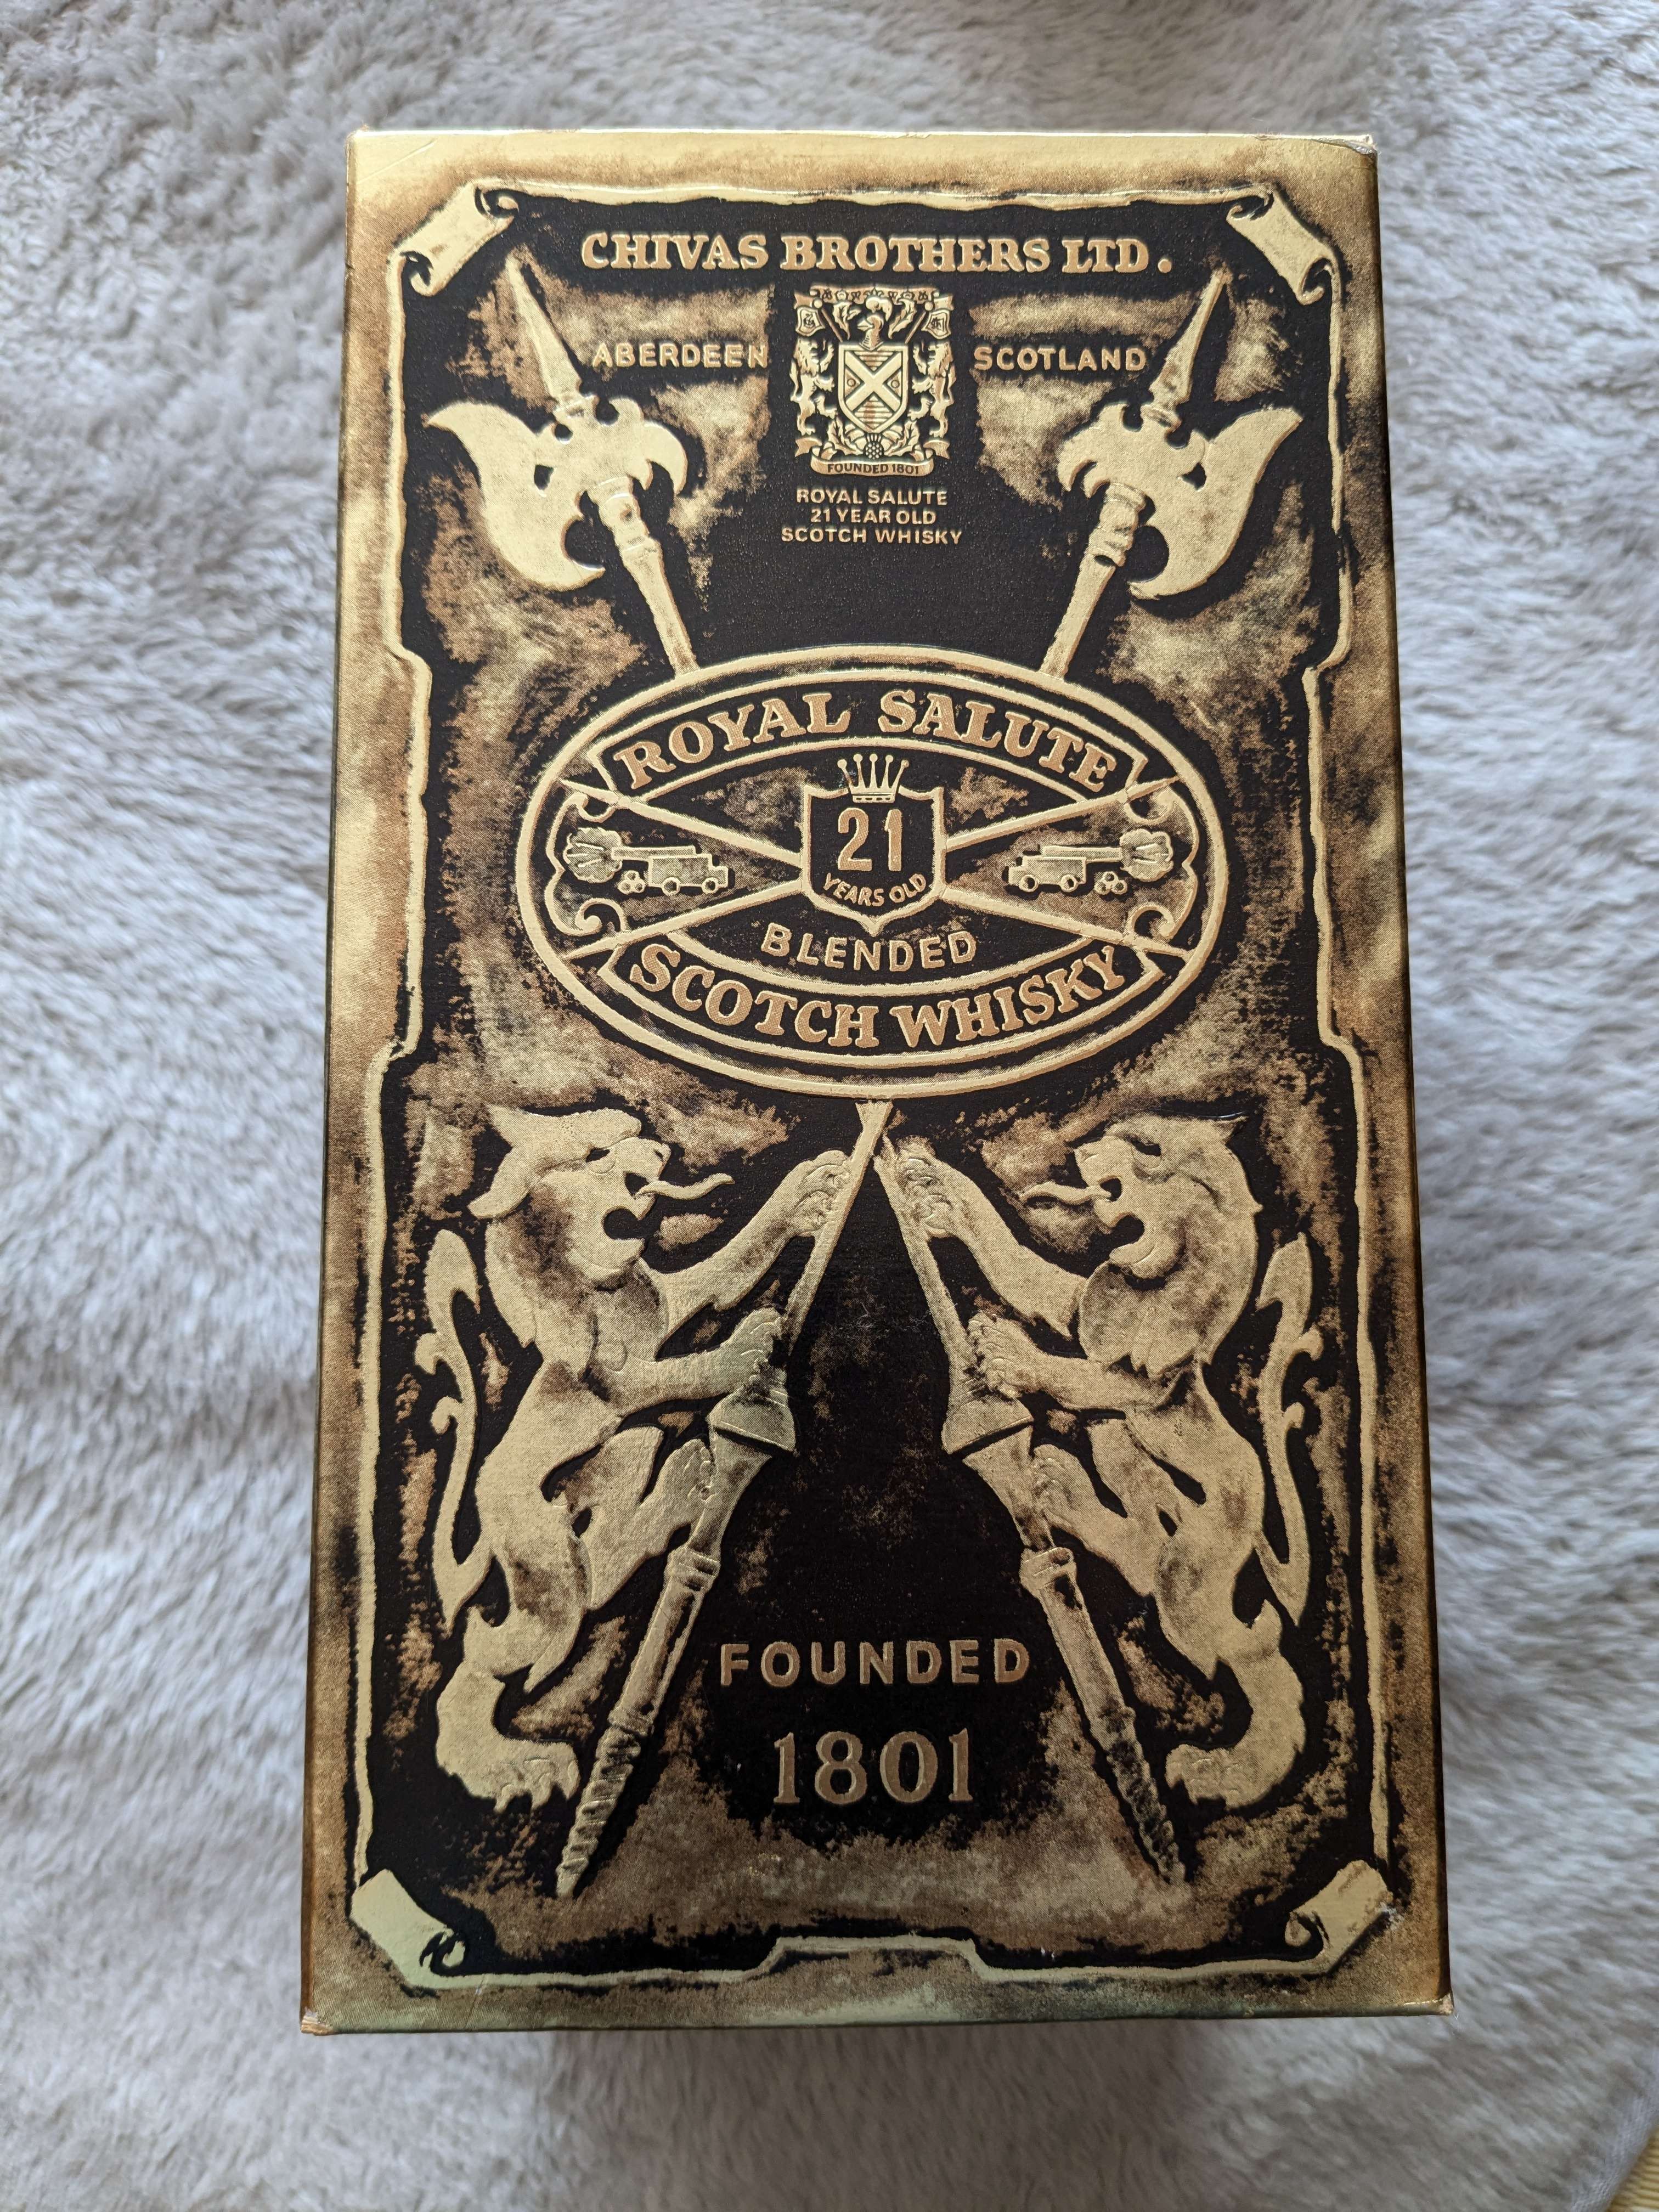 CHIVAS BROTHERS LTD.
ABERDEEN SCOTLAND
FOUNDED 1801
ROYAL SALUTE
21 YEAR OLD
SCOTCH WHISKY
ROYAL SALUTE
21
YEARS OLD
BLENDED
SCOTCH WHISKY
FOUNDED
1801